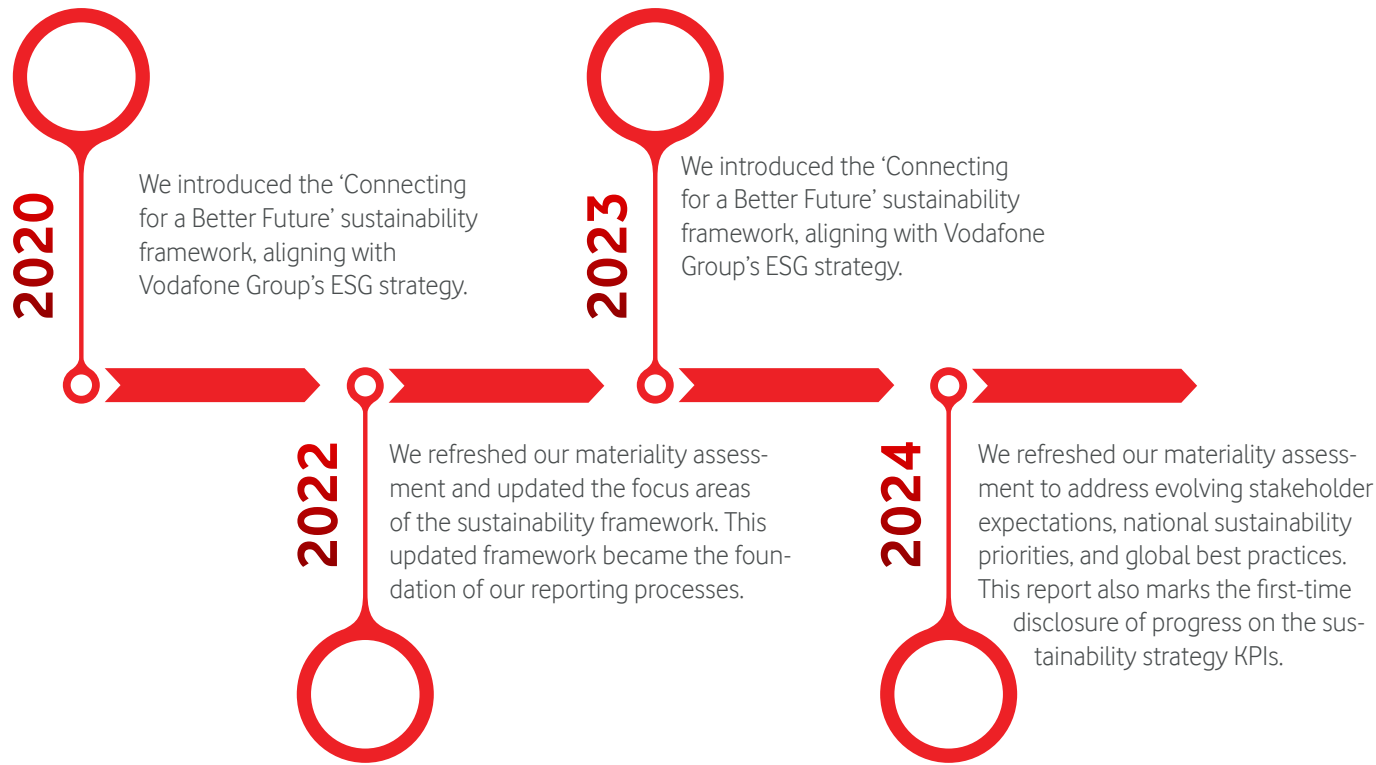 2020
We introduced the ‘Connecting
for a Better Future’ sustainability
framework, aligning with
Vodafone Group’s ESG strategy.
2022
We refreshed our materiality assess-
ment and updated the focus areas
of the sustainability framework. This
updated framework became the foun-
dation of our reporting processes.
2023
We introduced the ‘Connecting
for a Better Future’ sustainability
framework, aligning with Vodafone
Group’s ESG strategy.
2024
We refreshed our materiality assess-
ment to address evolving stakeholder
expectations, national sustainability
priorities, and global best practices.
This report also marks the first-time
disclosure of progress on the sus-
tainability strategy KPIs.